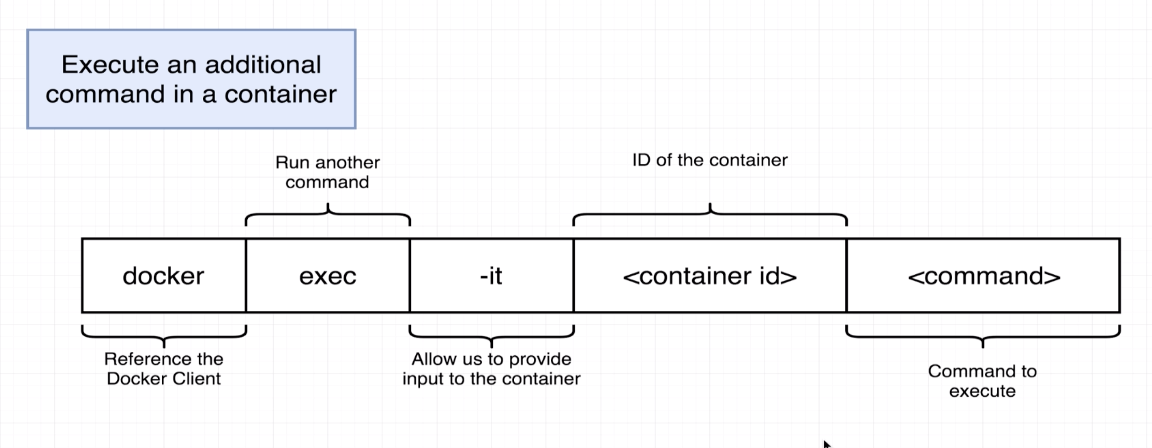 Execute an additional
command in a container
Run another
command
ID of the container
docker
exec
-it
<container id>
<command>
Reference the
Docker Client
Allow us to provide
input to the container
Command to
execute